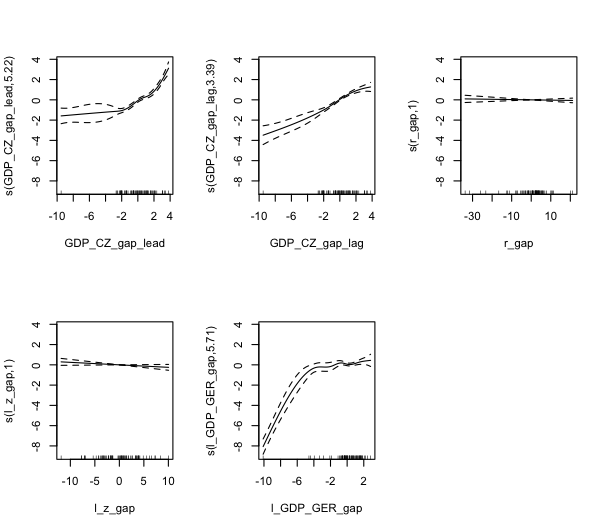 s(GDP_CZ_gap_lead,5.22)
4
2
0
-2
-4
-6
-8
-10 -6 -2 2 4
GDP_CZ_gap_lead
s(GDP_CZ_gap_lag,3.39)
4
2
0
-2
-4
-6
-8
-10 -6 -2 2 4
GDP_CZ_gap_lag
s(r_gap,1)
4
2
0
-2
-4
-6
-8
-30 -10 10
r_gap
s(l_z_gap,1)
4
2
0
-2
-4
-6
-8
-10 -5 0 5 10
l_z_gap
s(l_GDP_GER_gap,5.71)
4
2
0
-2
-4
-6
-8
-10 -6 -2 0 2
l_GDP_GER_gap